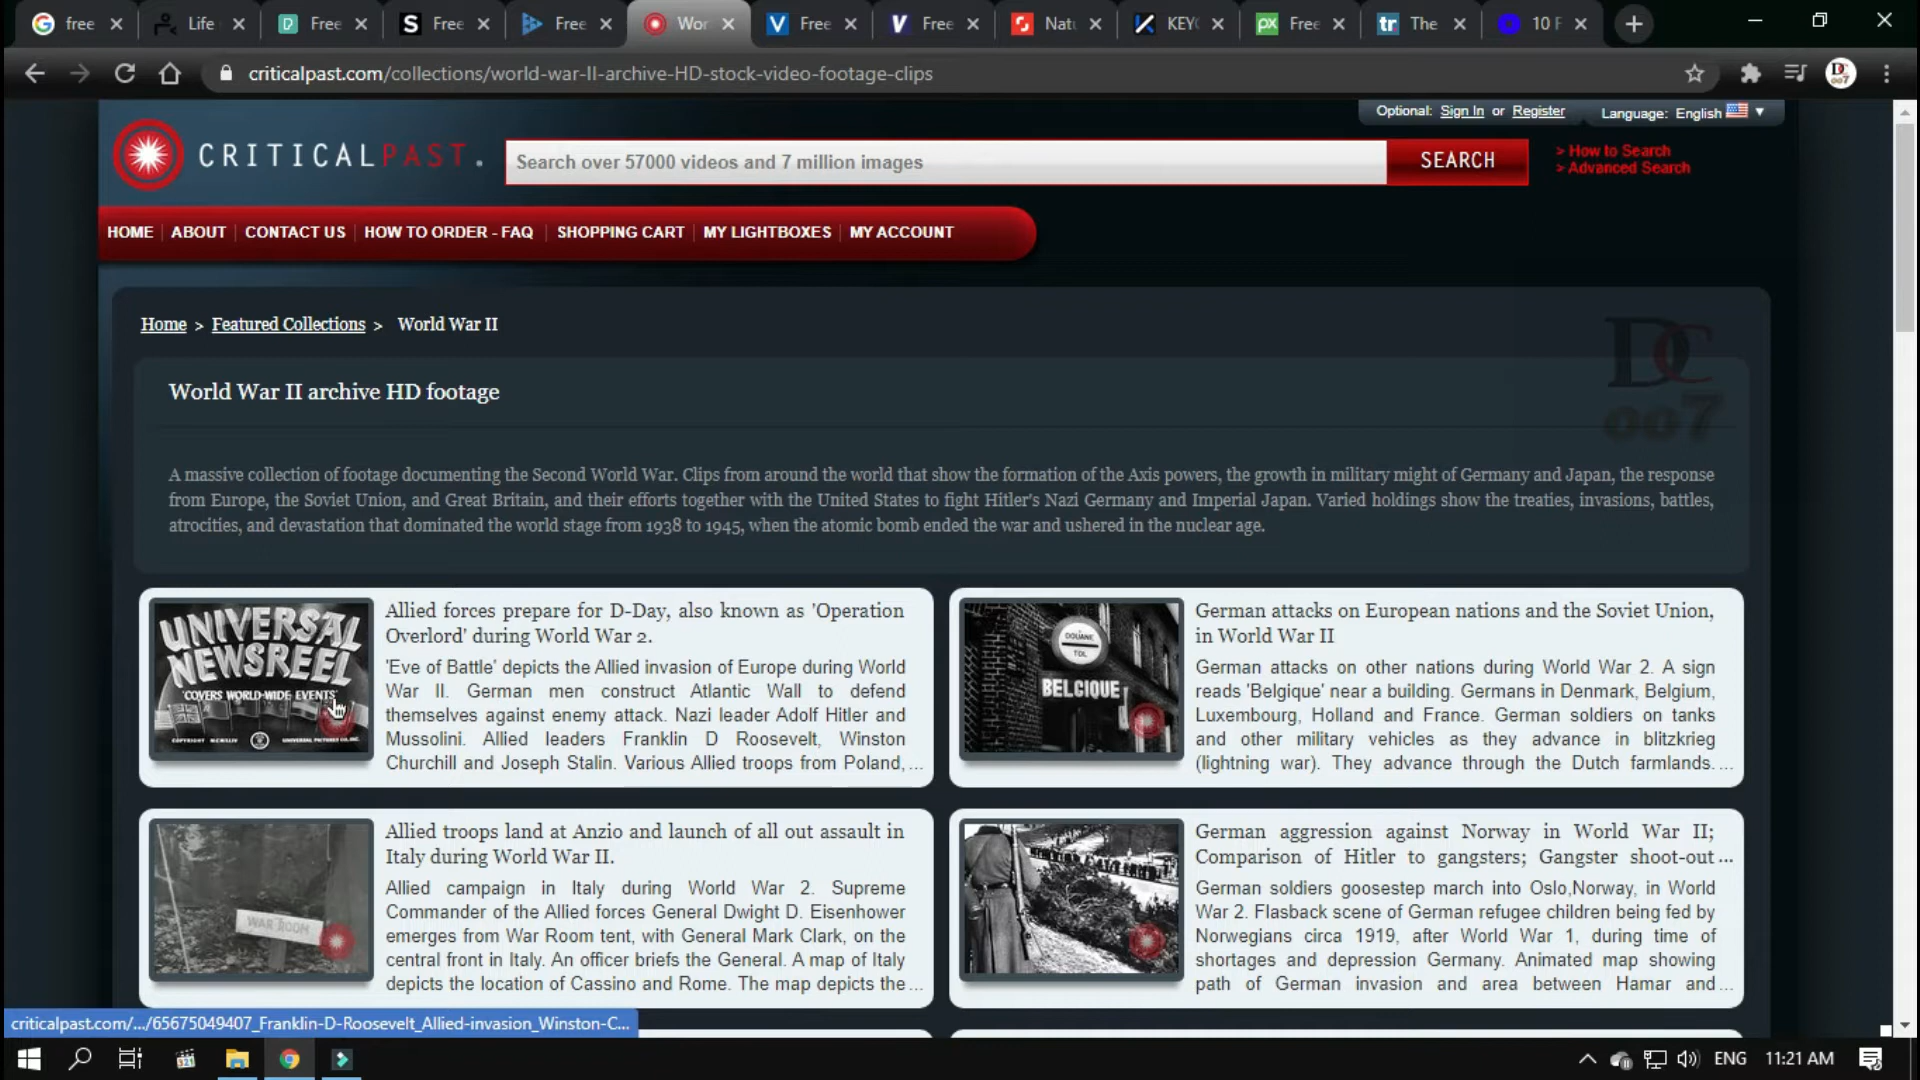 free
Life
Free
Free
Free
Wor
Free
Free
Natu
KEYC
Free
The
10 F
criticalpast.com/collections/world-war-II-archive-HD-stock-video-footage-clips
Optional: Sign In or Register
Language: English
CRITICALPAST.
Search over 57000 videos and 7 million images
SEARCH
> How to Search
> Advanced Search
HOME
ABOUT
CONTACT US
HOW TO ORDER - FAQ
SHOPPING CART
MY LIGHTBOXES
MY ACCOUNT
Home > Featured Collections > World War II
DC
007
World War II archive HD footage
A massive collection of footage documenting the Second World War. Clips from around the world that show the formation of the Axis powers, the growth in military might of Germany and Japan, the response
from Europe, the Soviet Union, and Great Britain, and their efforts together with the United States to fight Hitler's Nazi Germany and Imperial Japan. Varied holdings show the treaties, invasions, battles,
atrocities, and devastation that dominated the world stage from 1938 to 1945, when the atomic bomb ended the war and ushered in the nuclear age.
UNIVERSAL
NEWSREEL
'COVERS WORLD-WIDE EVENTS'
Allied forces prepare for D-Day, also known as 'Operation
Overlord' during World War 2.
'Eve of Battle' depicts the Allied invasion of Europe during World
War II. German men construct Atlantic Wall to defend
themselves against enemy attack. Nazi leader Adolf Hitler and
Mussolini. Allied leaders Franklin D Roosevelt, Winston
Churchill and Joseph Stalin. Various Allied troops from Poland,...
DOUANE
TOL
BELCIQUE
German attacks on European nations and the Soviet Union,
in World War II
German attacks on other nations during World War 2. A sign
reads 'Belgique' near a building. Germans in Denmark, Belgium,
Luxembourg, Holland and France. German soldiers on tanks
and other military vehicles as they advance in blitzkrieg
(lightning war). They advance through the Dutch farmlands....
WAR ROOM
Allied troops land at Anzio and launch of all out assault in
Italy during World War II.
Allied campaign in Italy during World War 2. Supreme
Commander of the Allied forces General Dwight D. Eisenhower
emerges from War Room tent, with General Mark Clark, on the
central front in Italy. An officer briefs the General. A map of Italy
depicts the location of Cassino and Rome. The map depicts the...
German aggression against Norway in World War II;
Comparison of Hitler to gangsters; Gangster shoot-out...
German soldiers goosestep march into Oslo,Norway, in World
War 2. Flasback scene of German refugee children being fed by
Norwegians circa 1919, after World War 1, during time of
shortages and depression Germany. Animated map showing
path of German invasion and area between Hamar and...
criticalpast.com/.../65675049407_Franklin-D-Roosevelt_Allied-invasion_Winston-C...
ENG
11:21 AM